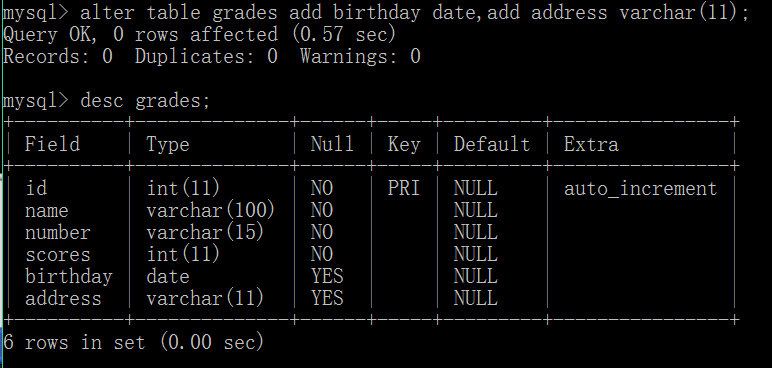 mysql> alter table grades add birthday date,add address varchar(11);
Query OK, 0 rows affected (0.57 sec)
Records: 0  Duplicates: 0  Warnings: 0

mysql> desc grades;
+----------+--------------+------+-----+---------+----------------+
| Field    | Type         | Null | Key | Default | Extra          |
+----------+--------------+------+-----+---------+----------------+
| id       | int(11)      | NO   | PRI | NULL    | auto_increment |
| name     | varchar(100) | NO   |     | NULL    |                |
| number   | varchar(15)  | NO   |     | NULL    |                |
| scores   | int(11)      | NO   |     | NULL    |                |
| birthday | date         | YES  |     | NULL    |                |
| address  | varchar(11)  | YES  |     | NULL    |                |
+----------+--------------+------+-----+---------+----------------+
6 rows in set (0.00 sec)